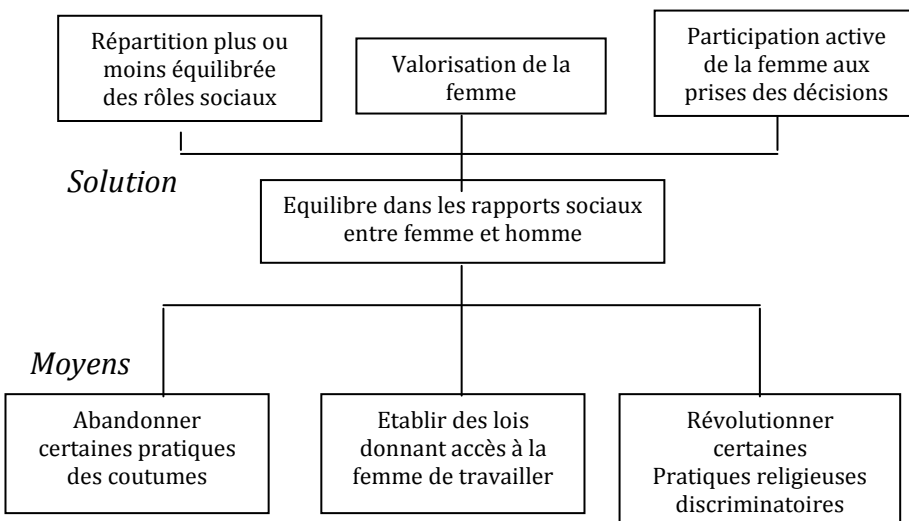 Répartition plus ou
moins équilibrée
des rôles sociaux
Valorisation de la
femme
Participation active
de la femme aux
prises des décisions
Solution
Equilibre dans les rapports sociaux
entre femme et homme
Moyens
Abandonner
certaines pratiques
des coutumes
Etablir des lois
donnant accès à la
femme de travailler
Révolutionner
certaines
Pratiques religieuses
discriminatoires